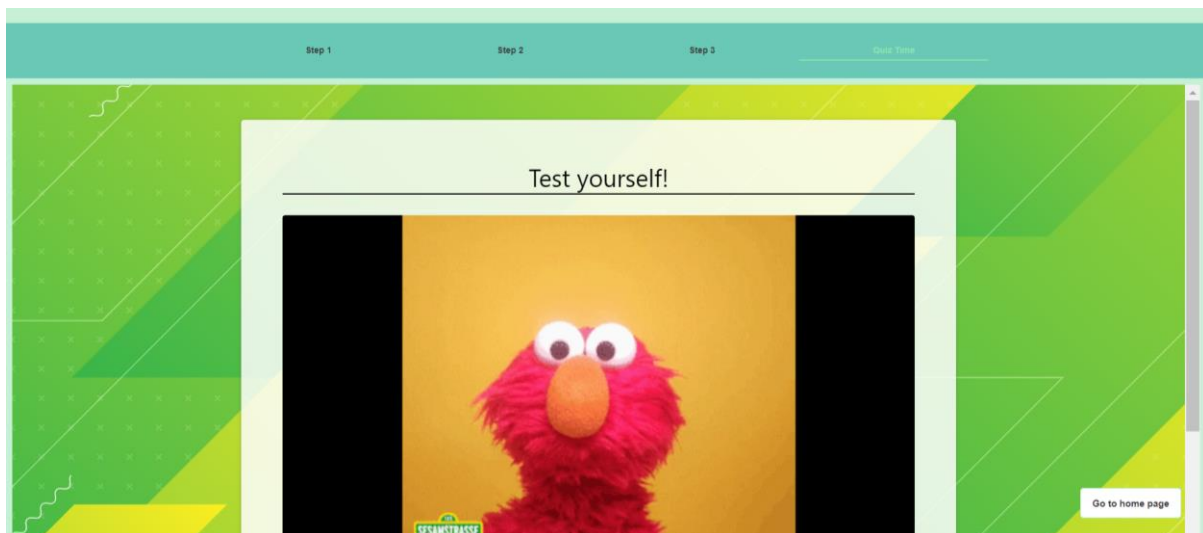 Step 1
Step 2
Step 3
Quiz Time
Test yourself!
SESAMSTRASSE
Go to home page